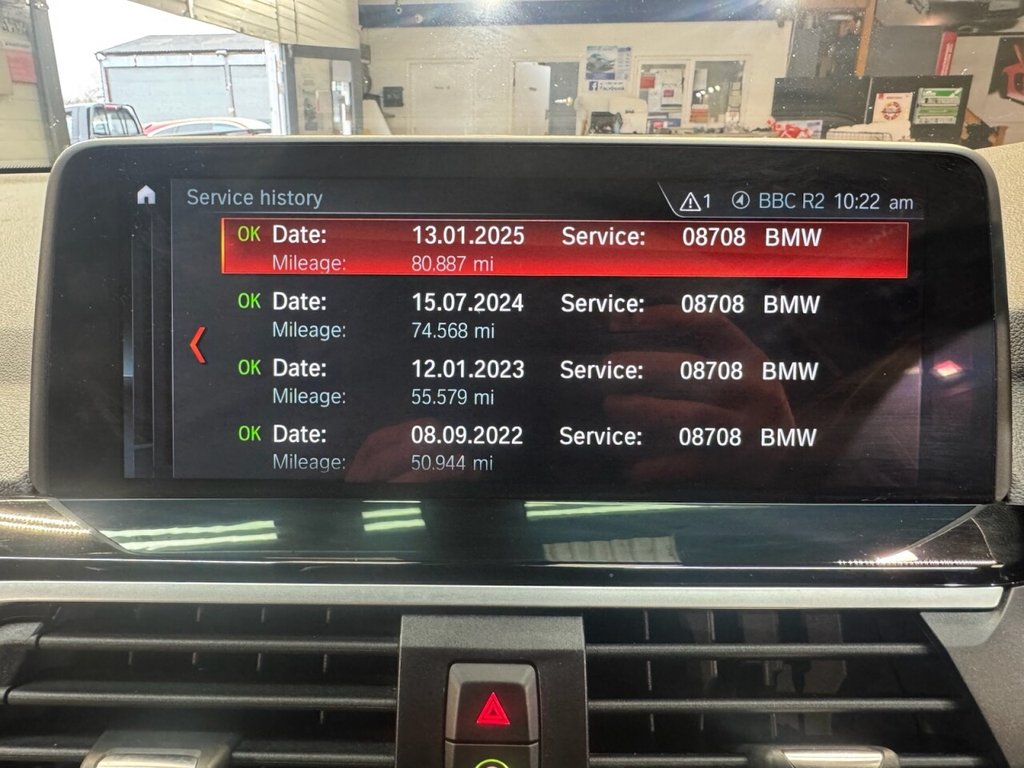 Service history
1 BBC R2 10:22 am
OK Date: 13.01.2025 Service: 08708 BMW
Mileage: 80.887 mi
OK Date: 15.07.2024 Service: 08708 BMW
Mileage: 74.568 mi
OK Date: 12.01.2023 Service: 08708 BMW
Mileage: 55.579 mi
OK Date: 08.09.2022 Service: 08708 BMW
Mileage: 50.944 mi